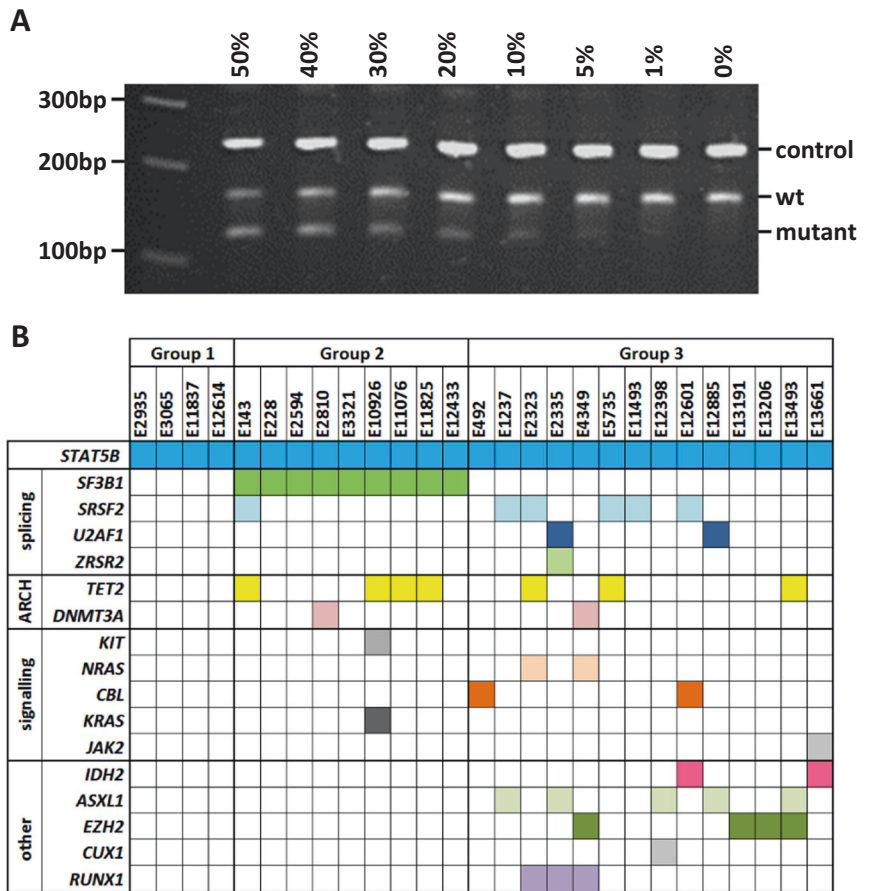 A
50% 40% 30% 20% 10% 5% 1% 0%
300bp
200bp
100bp
control
wt
mutant
B
Group 1 Group 2 Group 3
E2935 E3065 E11837 E12614 E143 E228 E2594 E2810 E3321 E10926 E11076 E11825 E12433 E492 E1237 E2323 E2335 E4349 E5735 E11493 E12398 E12601 E12885 E13191 E13206 E13493 E13661
STAT5B
splicing
SF3B1
SRSF2
U2AF1
ZRSR2
ARCH
TET2
DNMT3A
signalling
KIT
NRAS
CBL
KRAS
JAK2
other
IDH2
ASXL1
EZH2
CUX1
RUNX1